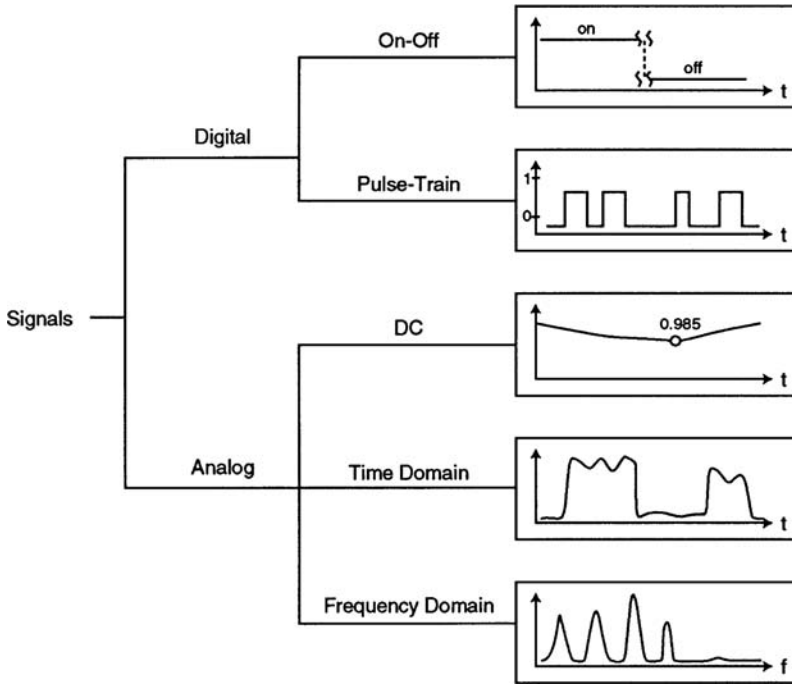 On-Off
on
off
t
Digital
Pulse-Train
1
0
t
Signals
DC
0.985
t
Analog
Time Domain
t
Frequency Domain
f